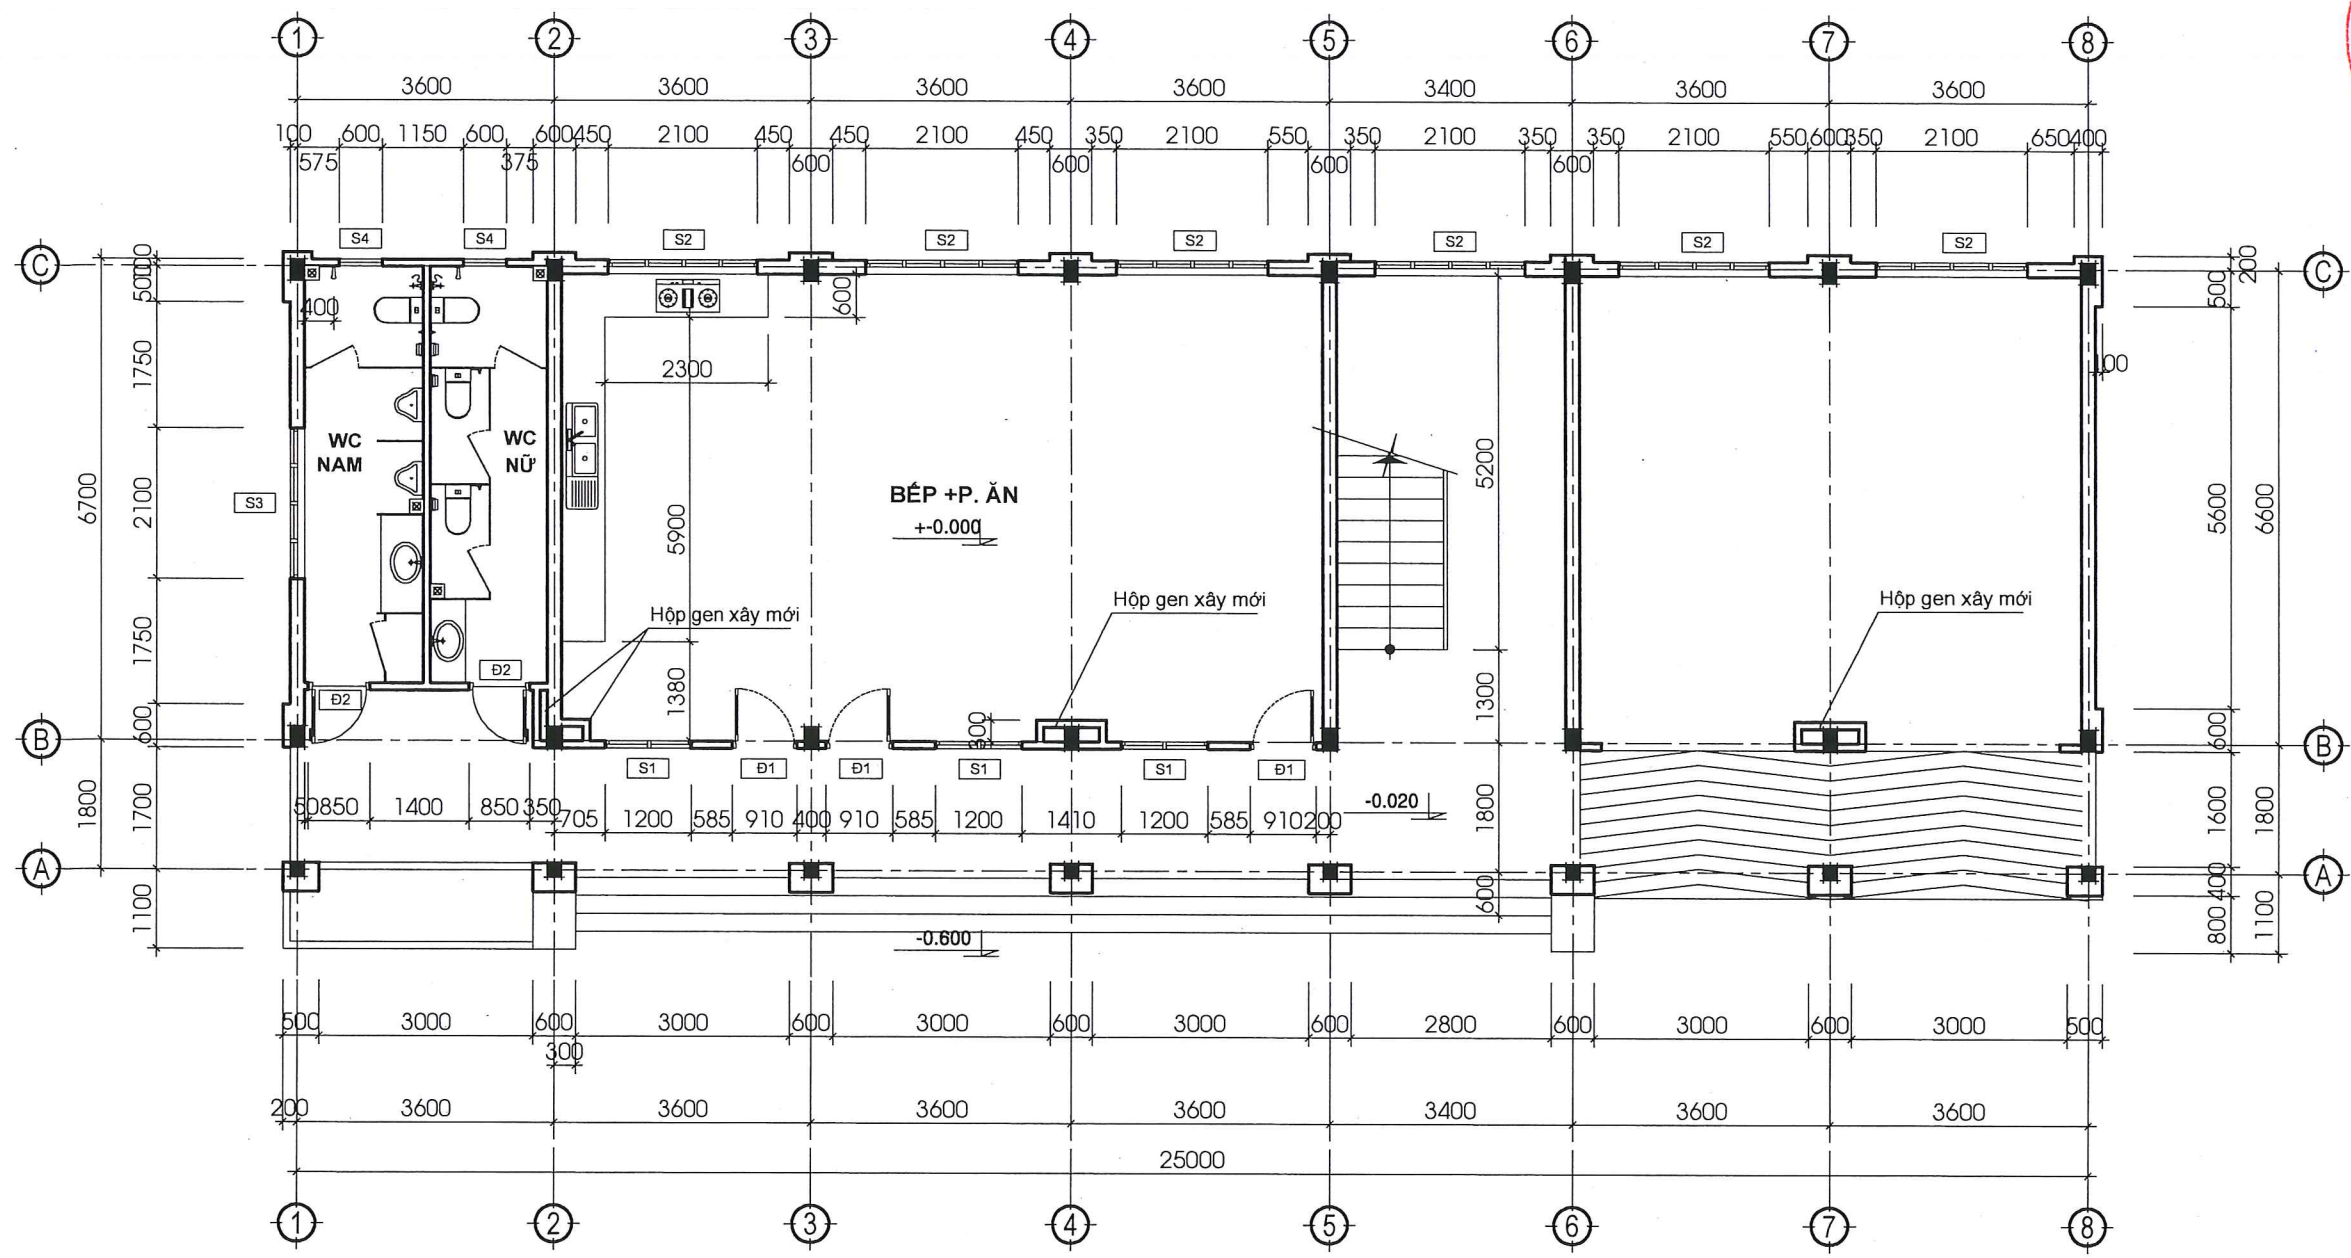 1 2 3 4 5 6 7 8
3600 3600 3600 3600 3400 3600 3600
100 600 1150 600 600 450 2100 450 450 2100 450 350 2100 550 350 2100 350 350 2100 550 600 350 2100 650 400
575 375 600 600 600 600
S4 S4 S2 S2 S2 S2 S2 S2
C C
500 200
500
400 600
1750 100
2300
WC
NAM
WC
NỮ
5200
6700 2100 S3 BẾP +P. ĂN 5600 6600
5900 +-0.000
Hộp gen xây mới Hộp gen xây mới Hộp gen xây mới
1750
Đ2 Đ2
1380 1300
600 300 600
B B
S1 Đ1 Đ1 S1 S1 Đ1
1800 1700 -0.020 1800 1600 1800
50 850 1400 850 350
705 1200 585 910 400 910 585 1200 1410 1200 585 910 200
A A
1100 600 400
-0.600 800 1100
500 3000 600 3000 600 3000 600 3000 600 2800 600 3000 600 3000 500
300
200 3600 3600 3600 3600 3400 3600 3600
25000
1 2 3 4 5 6 7 8